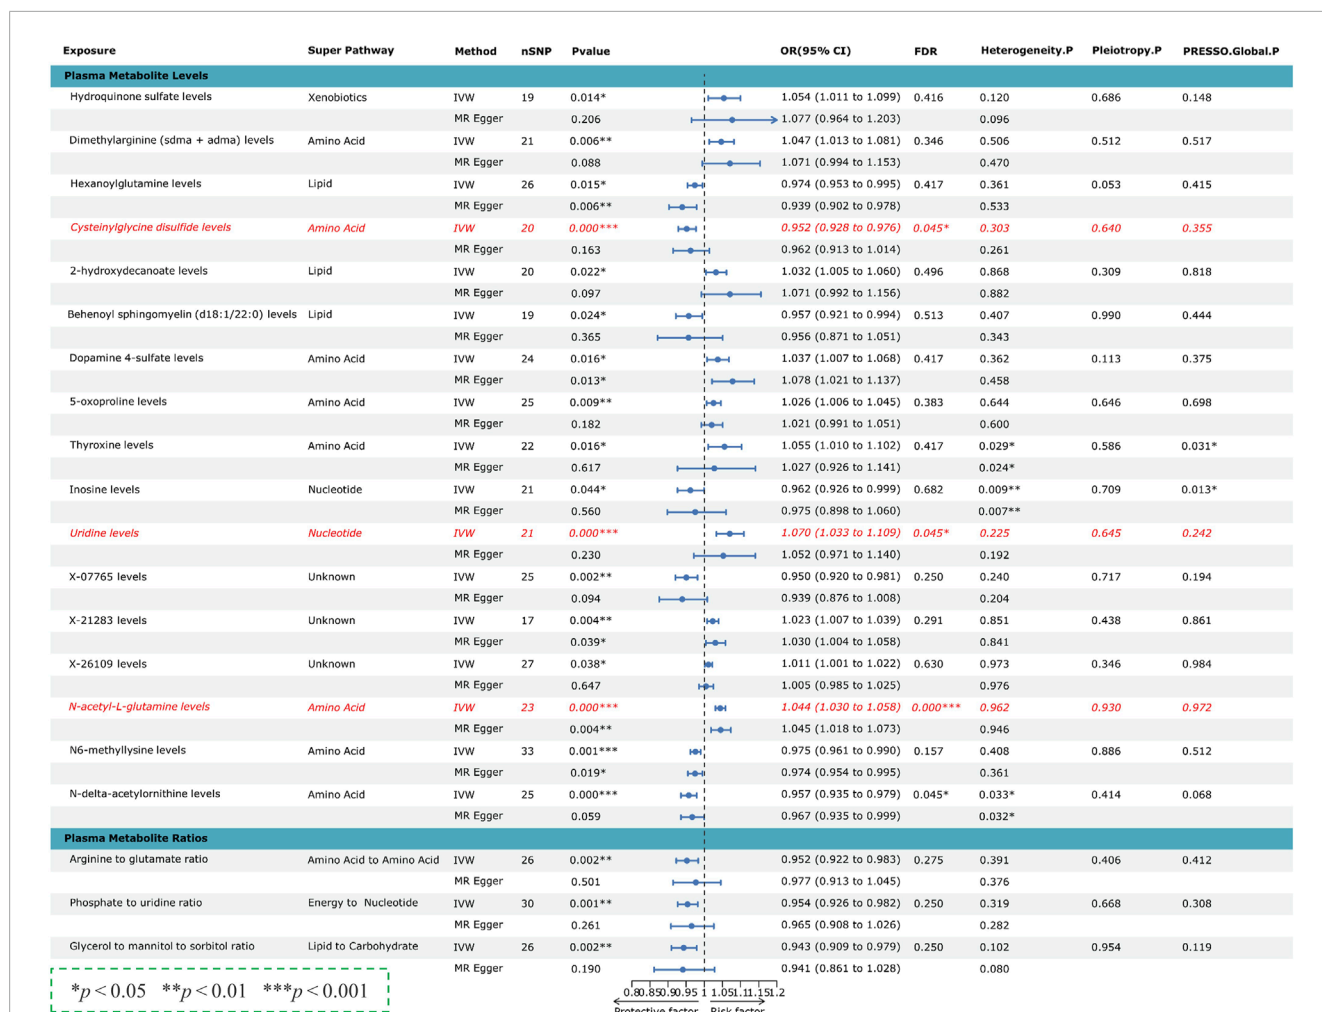 Exposure Super Pathway Method nSNP Pvalue OR(95% CI) FDR Heterogeneity.P Pleiotropy.P PRESSO.Global.P
Plasma Metabolite Levels
Hydroquinone sulfate levels Xenobiotics IVW 19 0.014* 1.054 (1.011 to 1.099) 0.416 0.120 0.686 0.148
MR Egger 0.206 1.077 (0.964 to 1.203) 0.096
Dimethylarginine (sdma + adma) levels Amino Acid IVW 21 0.006** 1.047 (1.013 to 1.081) 0.346 0.506 0.512 0.517
MR Egger 0.088 1.071 (0.994 to 1.153) 0.470
Hexanoylglutamine levels Lipid IVW 26 0.015* 0.974 (0.953 to 0.995) 0.417 0.361 0.053 0.415
MR Egger 0.006** 0.939 (0.902 to 0.978) 0.533
Cysteinylglycine disulfide levels Amino Acid IVW 20 0.000*** 0.952 (0.928 to 0.976) 0.045* 0.303 0.640 0.355
MR Egger 0.163 0.962 (0.913 to 1.014) 0.261
2-hydroxydecanoate levels Lipid IVW 20 0.022* 1.032 (1.005 to 1.060) 0.496 0.868 0.309 0.818
MR Egger 0.097 1.071 (0.992 to 1.156) 0.882
Behenoyl sphingomyelin (d18:1/22:0) levels Lipid IVW 19 0.024* 0.957 (0.921 to 0.994) 0.513 0.407 0.990 0.444
MR Egger 0.365 0.956 (0.871 to 1.051) 0.343
Dopamine 4-sulfate levels Amino Acid IVW 24 0.016* 1.037 (1.007 to 1.068) 0.417 0.362 0.113 0.375
MR Egger 0.013* 1.078 (1.021 to 1.137) 0.458
5-oxoproline levels Amino Acid IVW 25 0.009** 1.026 (1.006 to 1.045) 0.383 0.644 0.646 0.698
MR Egger 0.182 1.021 (0.991 to 1.051) 0.600
Thyroxine levels Amino Acid IVW 22 0.016* 1.055 (1.010 to 1.102) 0.417 0.029* 0.586 0.031*
MR Egger 0.617 1.027 (0.926 to 1.141) 0.024*
Inosine levels Nucleotide IVW 21 0.044* 0.962 (0.926 to 0.999) 0.682 0.009** 0.709 0.013*
MR Egger 0.560 0.975 (0.898 to 1.060) 0.007**
Uridine levels Nucleotide IVW 21 0.000*** 1.070 (1.033 to 1.109) 0.045* 0.225 0.645 0.242
MR Egger 0.230 1.052 (0.971 to 1.140) 0.192
X-07765 levels Unknown IVW 25 0.002** 0.950 (0.920 to 0.981) 0.250 0.240 0.717 0.194
MR Egger 0.094 0.939 (0.876 to 1.008) 0.204
X-21283 levels Unknown IVW 17 0.004** 1.023 (1.007 to 1.039) 0.291 0.851 0.438 0.861
MR Egger 0.039* 1.030 (1.004 to 1.058) 0.841
X-26109 levels Unknown IVW 27 0.038* 1.011 (1.001 to 1.022) 0.630 0.973 0.346 0.984
MR Egger 0.647 1.005 (0.985 to 1.025) 0.976
N-acetyl-L-glutamine levels Amino Acid IVW 23 0.000*** 1.044 (1.030 to 1.058) 0.000*** 0.962 0.930 0.972
MR Egger 0.004** 1.045 (1.018 to 1.073) 0.946
N6-methyllysine levels Amino Acid IVW 33 0.001*** 0.975 (0.961 to 0.990) 0.157 0.408 0.886 0.512
MR Egger 0.019* 0.974 (0.954 to 0.995) 0.361
N-delta-acetylornithine levels Amino Acid IVW 25 0.000*** 0.957 (0.935 to 0.979) 0.045* 0.033* 0.414 0.068
MR Egger 0.059 0.967 (0.935 to 0.999) 0.032*
Plasma Metabolite Ratios
Arginine to glutamate ratio Amino Acid to Amino Acid IVW 26 0.002** 0.952 (0.922 to 0.983) 0.275 0.391 0.406 0.412
MR Egger 0.501 0.977 (0.913 to 1.045) 0.376
Phosphate to uridine ratio Energy to Nucleotide IVW 30 0.001** 0.954 (0.926 to 0.982) 0.250 0.319 0.668 0.308
MR Egger 0.261 0.965 (0.908 to 1.026) 0.282
Glycerol to mannitol to sorbitol ratio Lipid to Carbohydrate IVW 26 0.002** 0.943 (0.909 to 0.979) 0.250 0.102 0.954 0.119
MR Egger 0.190 0.941 (0.861 to 1.028) 0.080
*p<0.05 **p<0.01 ***p<0.001
0.8 0.85 0.9 0.95 1 1.05 1.1 1.15 1.2
Protective factor Risk factor